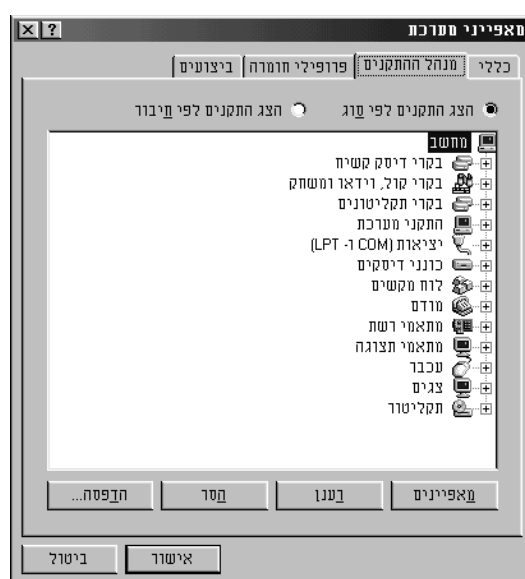 מאפייני מערכת
כללי מנהל ההתקנים פרופילי חומרה ביצועים
הצג התקנים לפי סוג הצג התקנים לפי חיבור
מחשב
בקרי דיסק קשיח
בקרי קול, וידאו ומשחק
בקרי תקליטונים
התקני מערכת
יציאות (COM ו- LPT)
כונני דיסקים
לוח מקשים
מודם
מתאמי רשת
מתאמי תצוגה
עכבר
צגים
תקליטור
מאפיינים רענן הסר הדפסה...
אישור ביטול